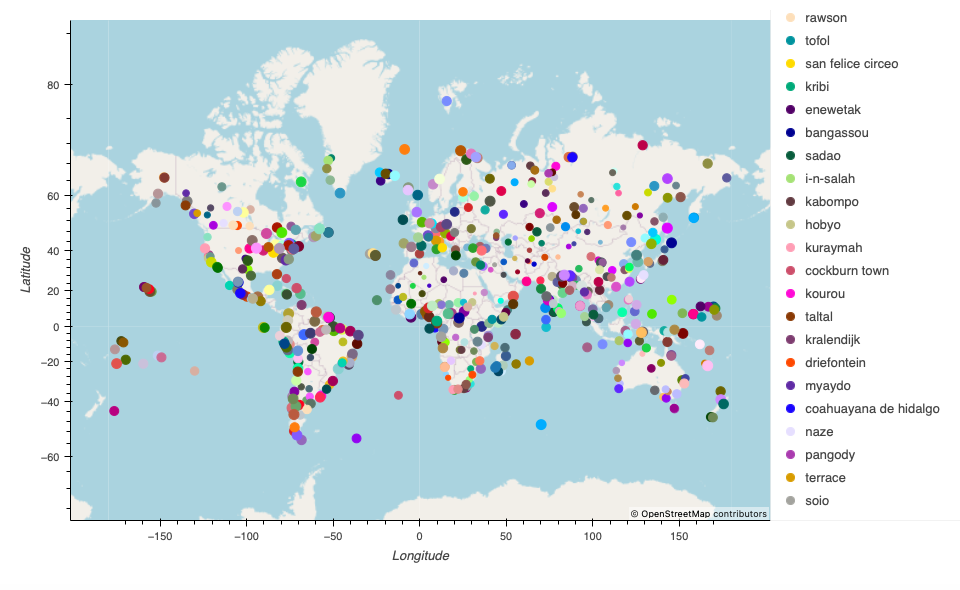 rawson
tofol
san felice circeo
kribi
enewetak
bangassou
sadao
i-n-salah
kabompo
hobyo
kuraymah
cockburn town
kourou
taltal
kralendijk
driefontein
myaydo
coahuayana de hidalgo
naze
pangody
terrace
soio
80
60
40
20
0
−20
−40
−60
Latitude
−150
−100
−50
0
50
100
150
Longitude
© OpenStreetMap contributors